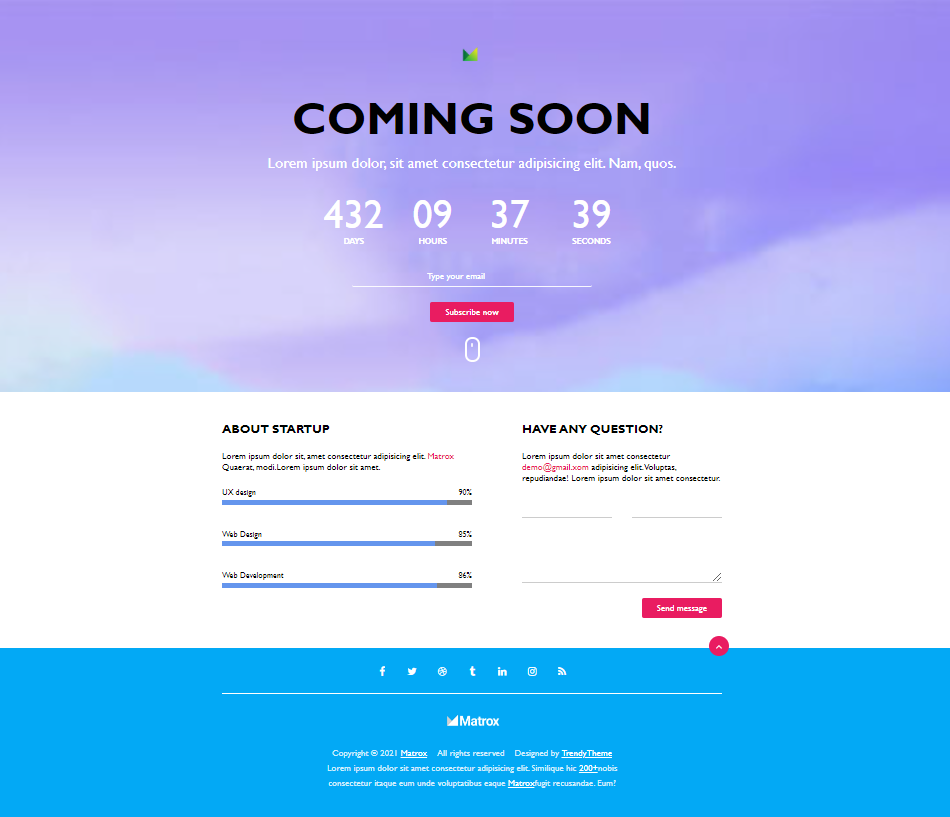 COMING SOON
Lorem ipsum dolor, sit amet consectetur adipisicing elit. Nam, quos.
432 09 37 39
DAYS HOURS MINUTES SECONDS
Type your email
Subscribe now
ABOUT STARTUP
Lorem ipsum dolor sit, amet consectetur adipisicing elit. Matrox
Quaerat, modi.Lorem ipsum dolor sit amet.
UX design 90%
Web Design 85%
Web Development 86%
HAVE ANY QUESTION?
Lorem ipsum dolor sit amet consectetur
demo@gmail.xom adipisicing elit. Voluptas,
repudiandae! Lorem ipsum dolor sit amet consectetur.
Send message
Matrox
Copyright © 2021 Matrox All rights reserved Designed by TrendyTheme
Lorem ipsum dolor sit amet consectetur adipisicing elit. Similique hic 200+nobis
consectetur itaque eum unde voluptatibus eaque Matroxfugit recusandae. Eum?